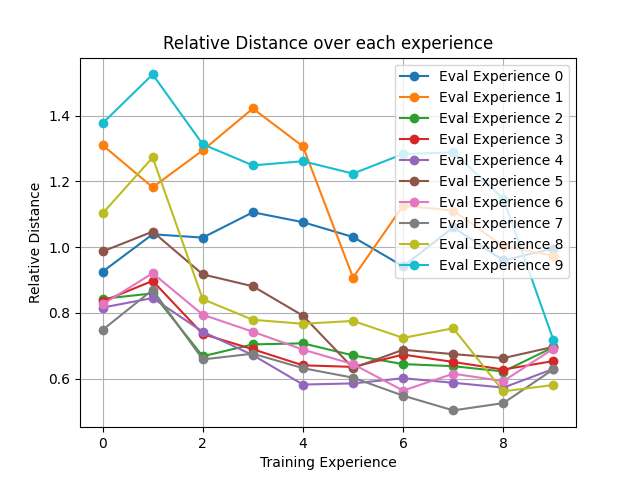 Relative Distance over each experience
Relative Distance
1.4
1.2
1.0
0.8
0.6
Eval Experience 0
Eval Experience 1
Eval Experience 2
Eval Experience 3
Eval Experience 4
Eval Experience 5
Eval Experience 6
Eval Experience 7
Eval Experience 8
Eval Experience 9
0 2 4 6 8
Training Experience